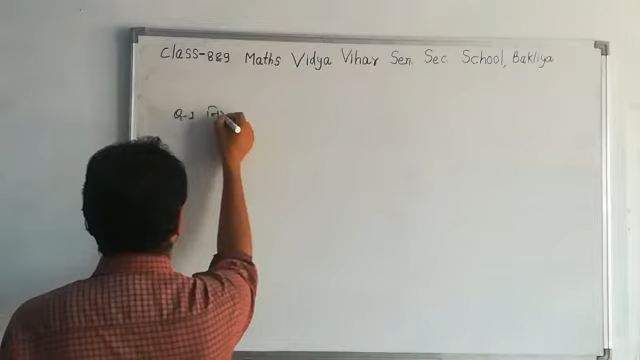 Class-8&9 Maths Vidya Vihar Sen. Sec School, Bakliya
Q-1 नि